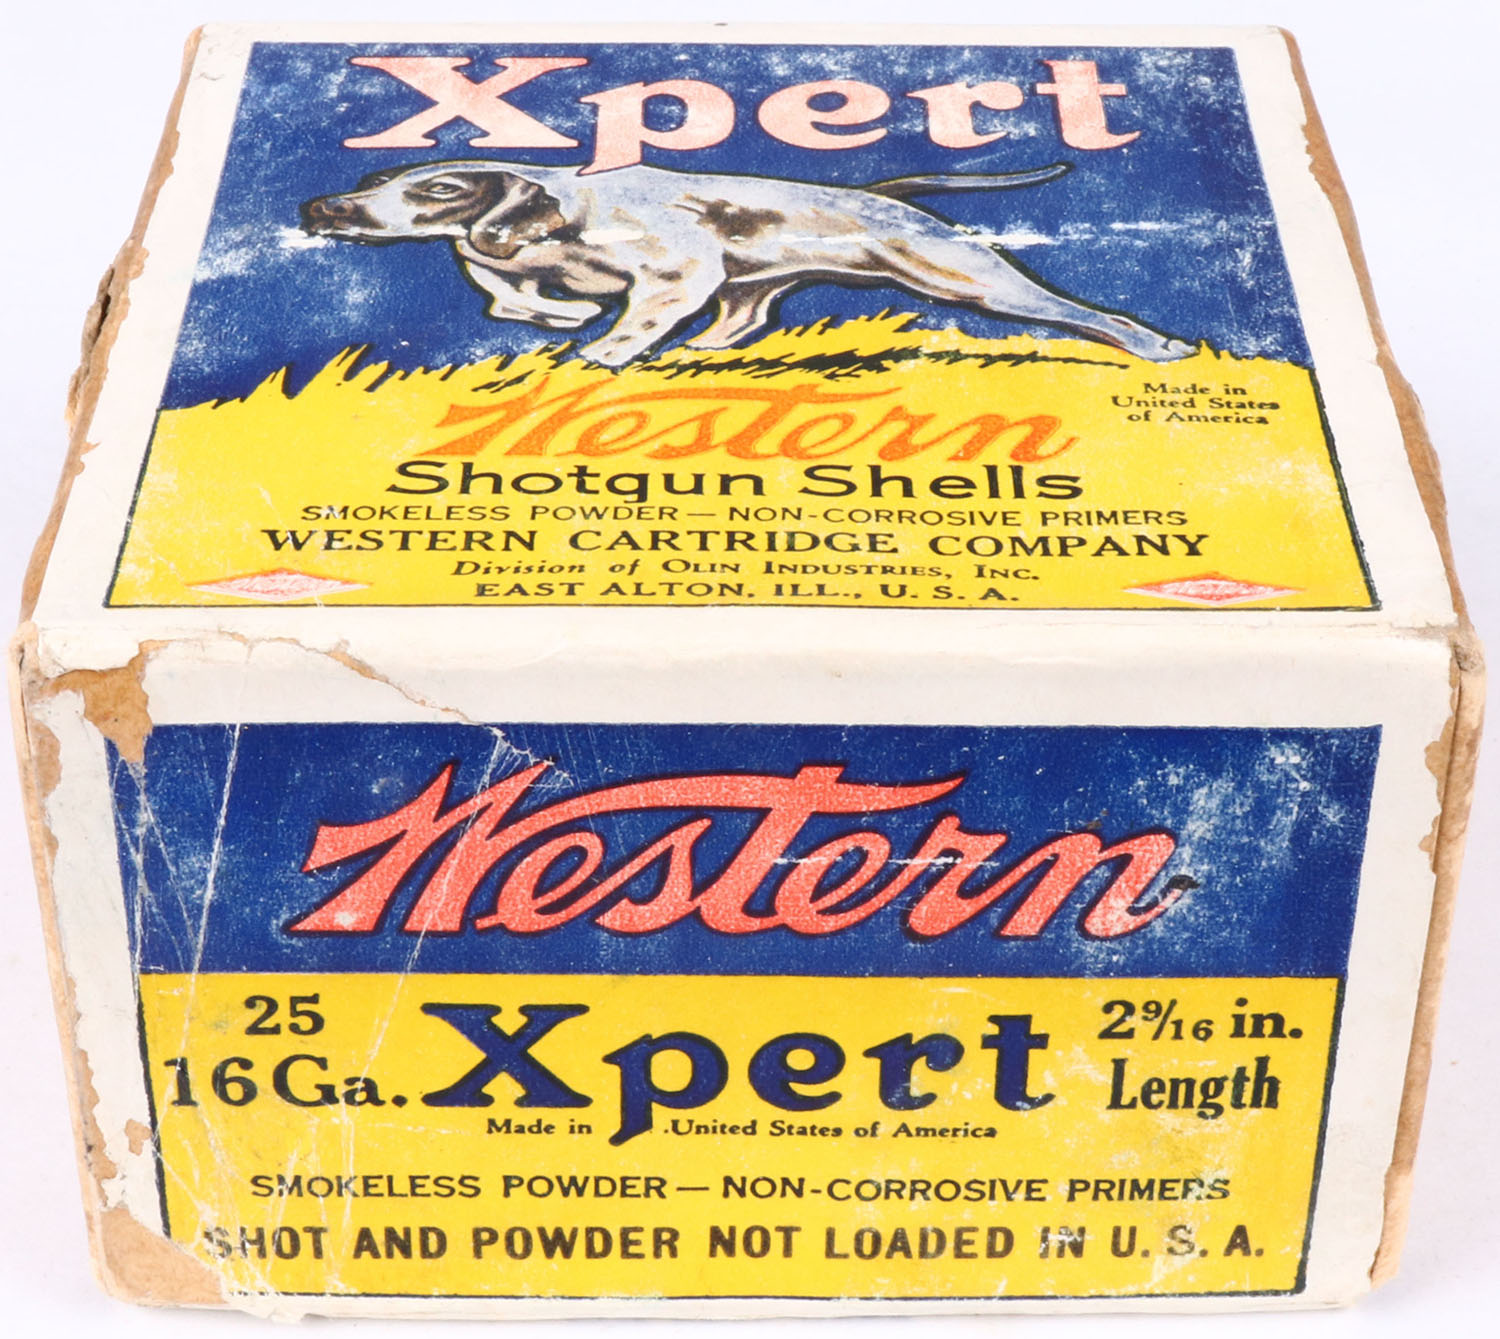 Xpert
Made in
United States
of America
Western
Shotgun Shells
SMOKELESS POWDER — NON-CORROSIVE PRIMERS
WESTERN CARTRIDGE COMPANY
Division of OLIN INDUSTRIES, INC.
EAST ALTON, ILL., U. S. A.
Western
25
16 Ga.
Xpert
2 9/16 in.
Length
Made in United States of America
SMOKELESS POWDER — NON-CORROSIVE PRIMERS
SHOT AND POWDER NOT LOADED IN U. S. A.